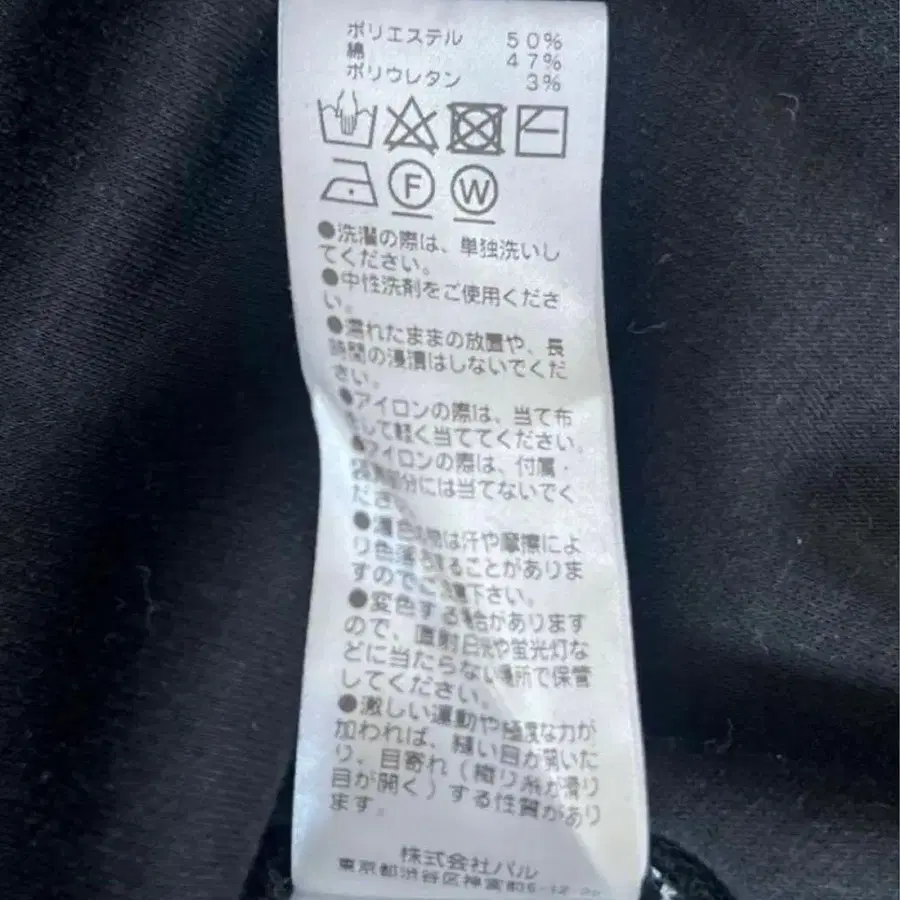 ポリエステル 50%
綿 47%
ポリウレタン 3%
F W
●洗濯の際は、単独洗いし
てください。
●中性洗剤をご使用くださ
い。
●濡れたままの放置や、長
時間の浸漬はしないでくだ
さい。
●アイロンの際は、当て布
して軽く当ててください。
●アイロンの際は、付属・
分には当てないでく
ださ
●濃色物は汗や摩擦によ
り色落ちすることがありま
すのでご注意下さい。
●変色する場合があります
ので、直射日光や蛍光灯な
どに当たらない場所で保管
してください。
●激しい運動や極度な力が
加われば、縫い目が開いた
り、目寄れ(織り糸が滑り
目が開く)する性質があり
ます。
株式会社パル
東京都渋谷区神宮前6-12-